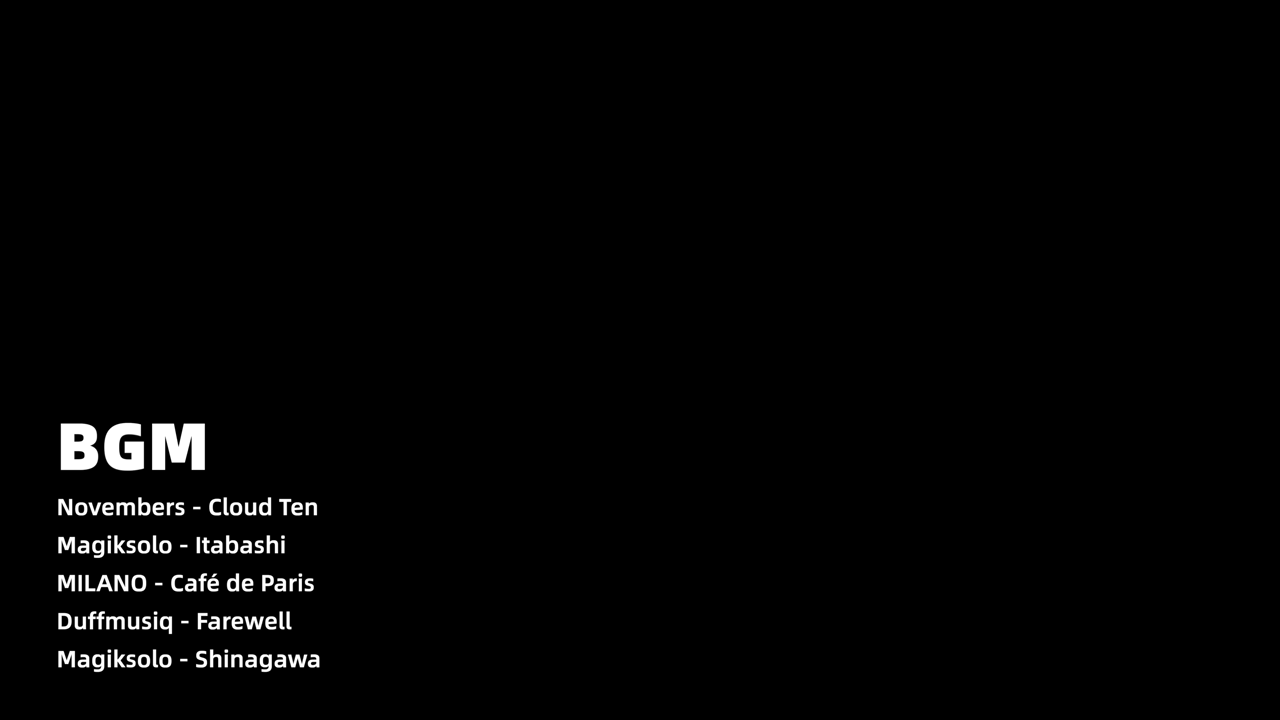 BGM
Novembers - Cloud Ten
Magiksolo - Itabashi
MILANO - Café de Paris
Duffmusiq - Farewell
Magiksolo - Shinagawa